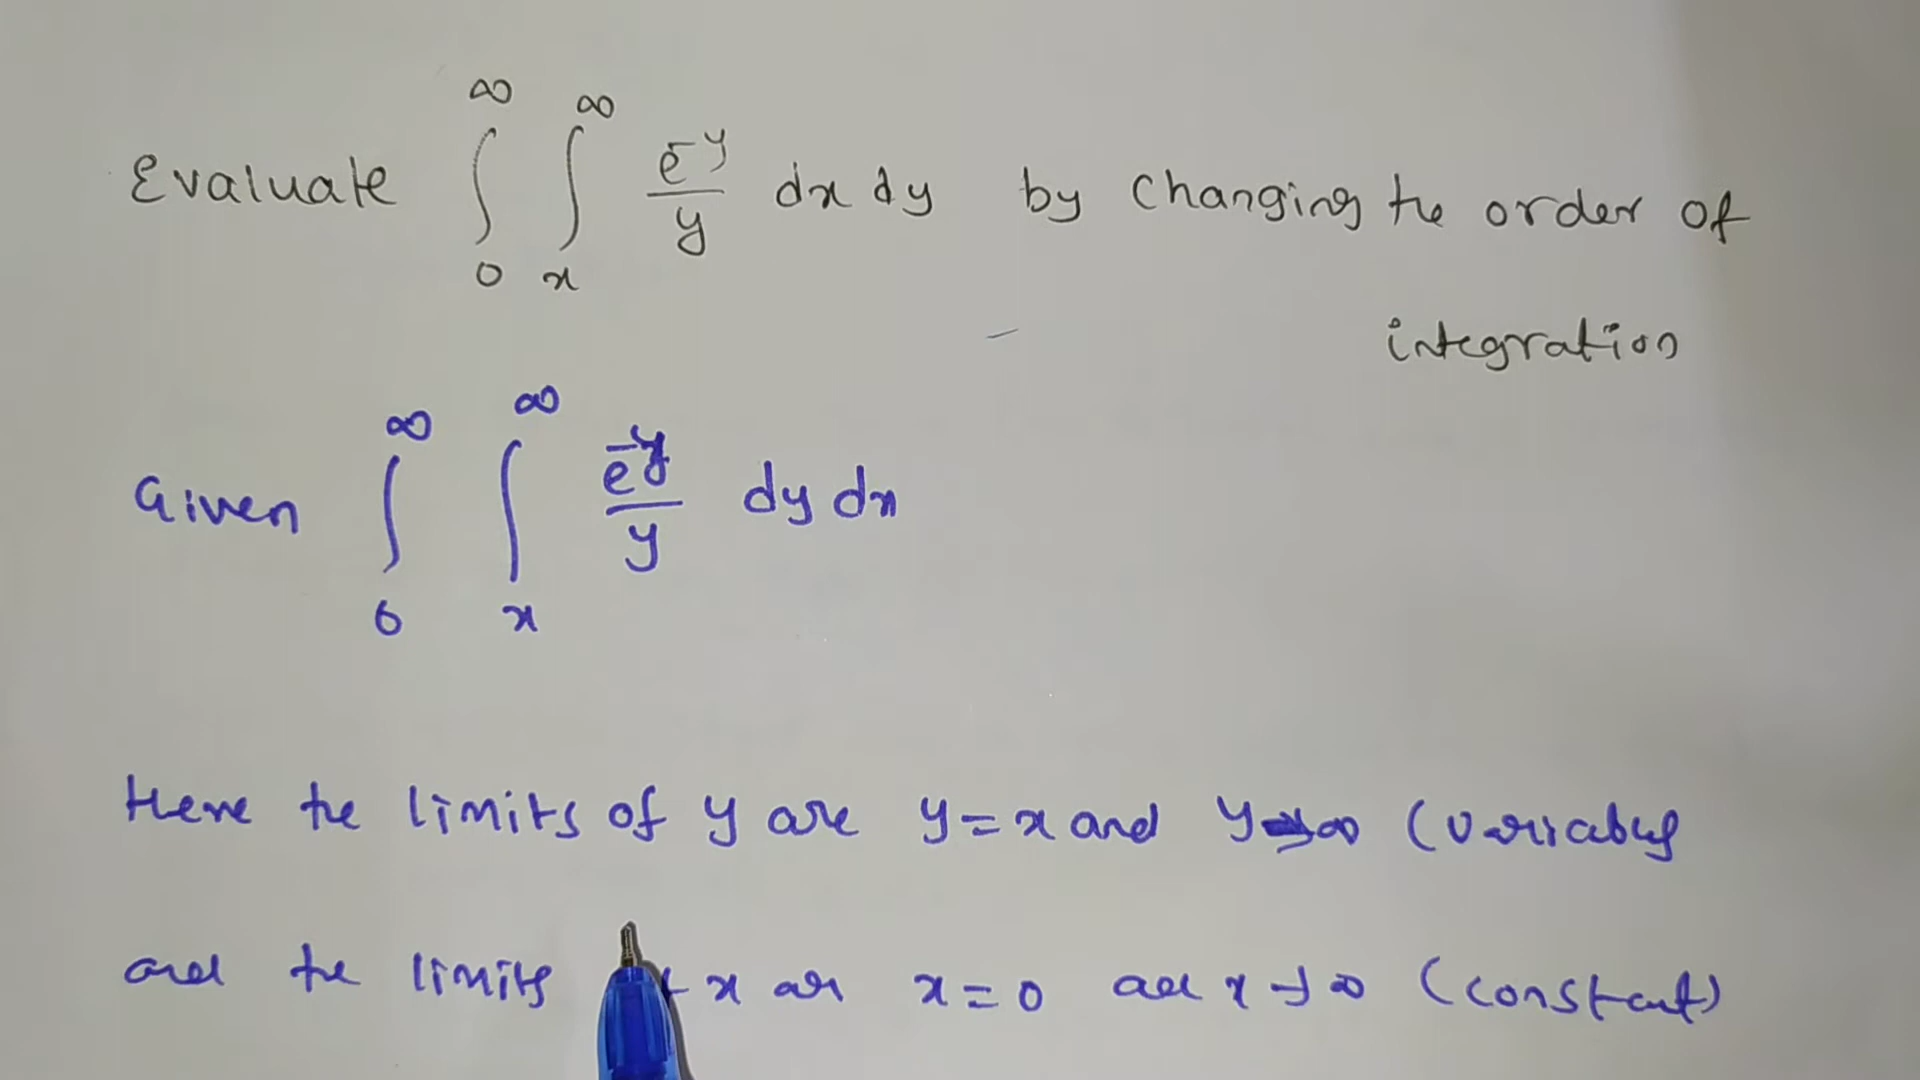 Evaluate ∫₀^∞ ∫ₓ^∞ e^-y/y dx dy by changing the order of
integration
Given ∫₀^∞ ∫ₓ^∞ e^-y/y dy dx
Here the limits of y are y=x and y→∞ (variables
and the limits x are x=0 and x→∞ (constant)